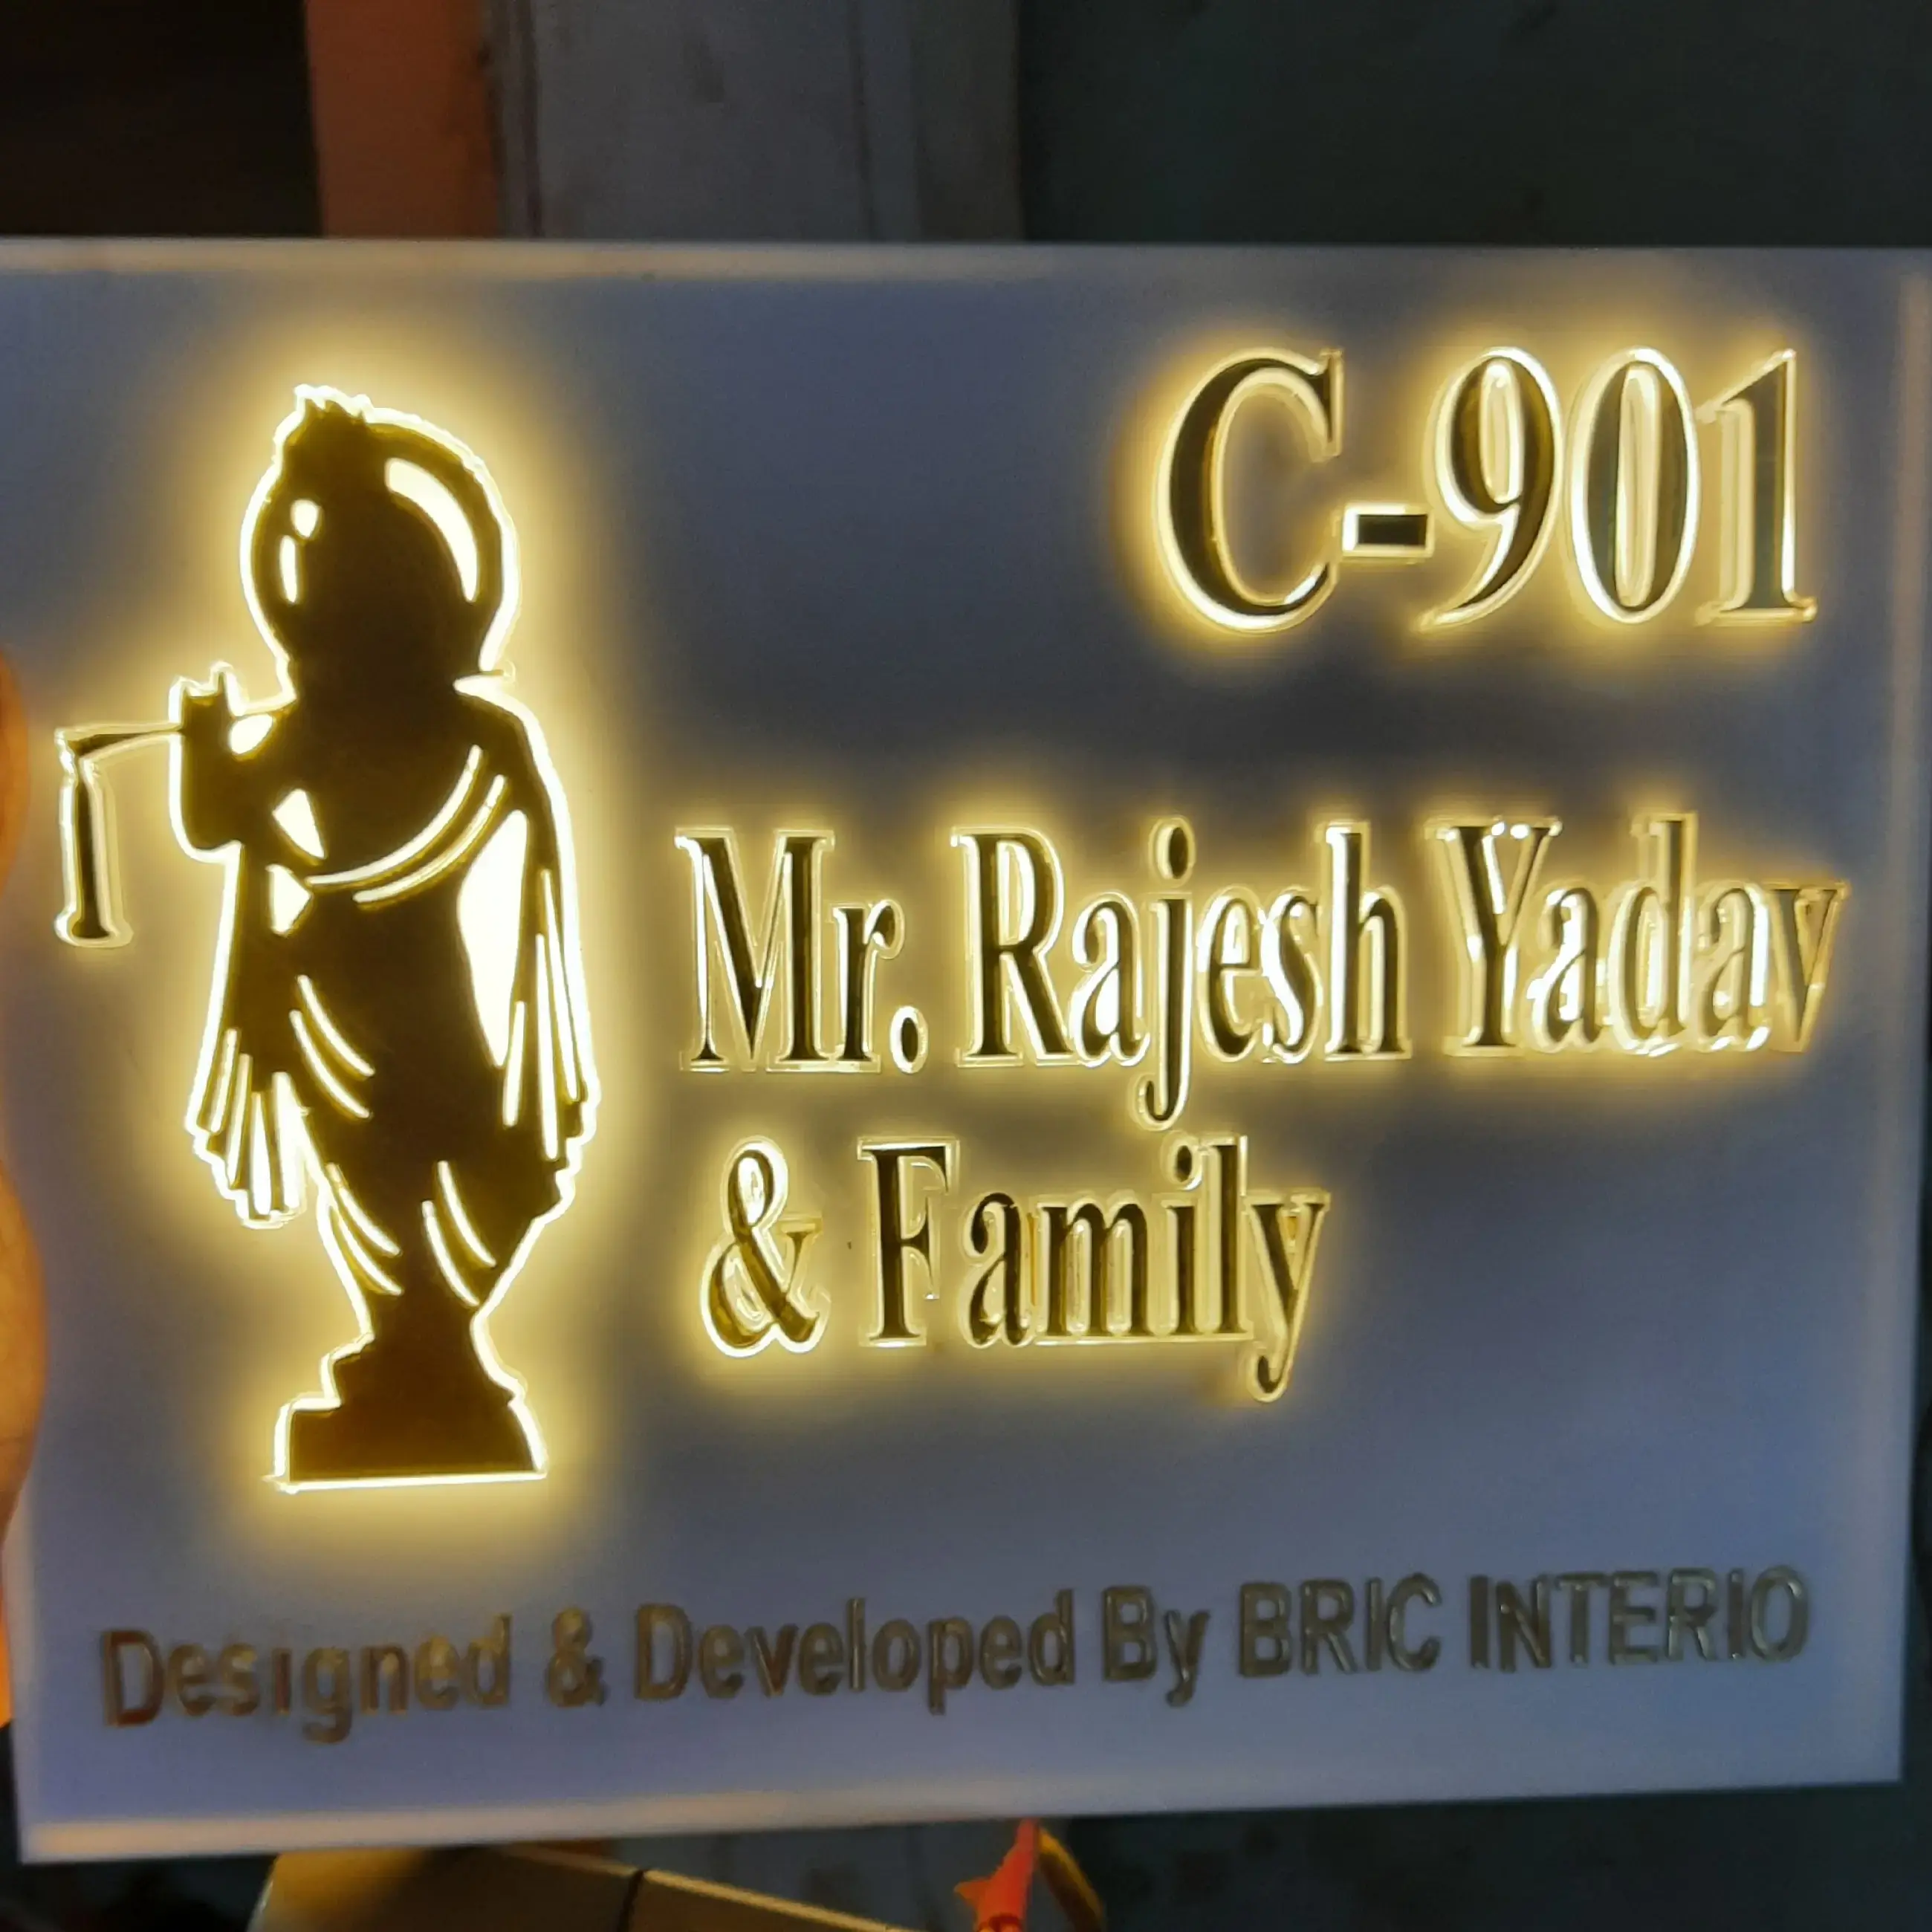 C-901
Mr. Rajesh Yadav
& Family
Designed & Developed By BRIC INTERIO